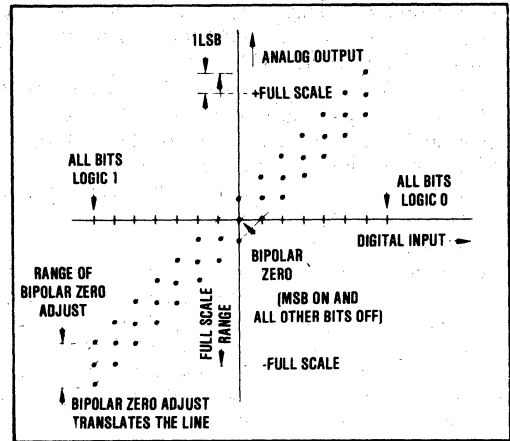 1LSB
ANALOG OUTPUT
+FULL SCALE
ALL BITS
LOGIC 1
ALL BITS
LOGIC 0
DIGITAL INPUT
BIPOLAR
ZERO
(MSB ON AND
ALL OTHER BITS OFF)
RANGE OF
BIPOLAR ZERO
ADJUST
FULL SCALE
RANGE
-FULL SCALE
BIPOLAR ZERO ADJUST
TRANSLATES THE LINE